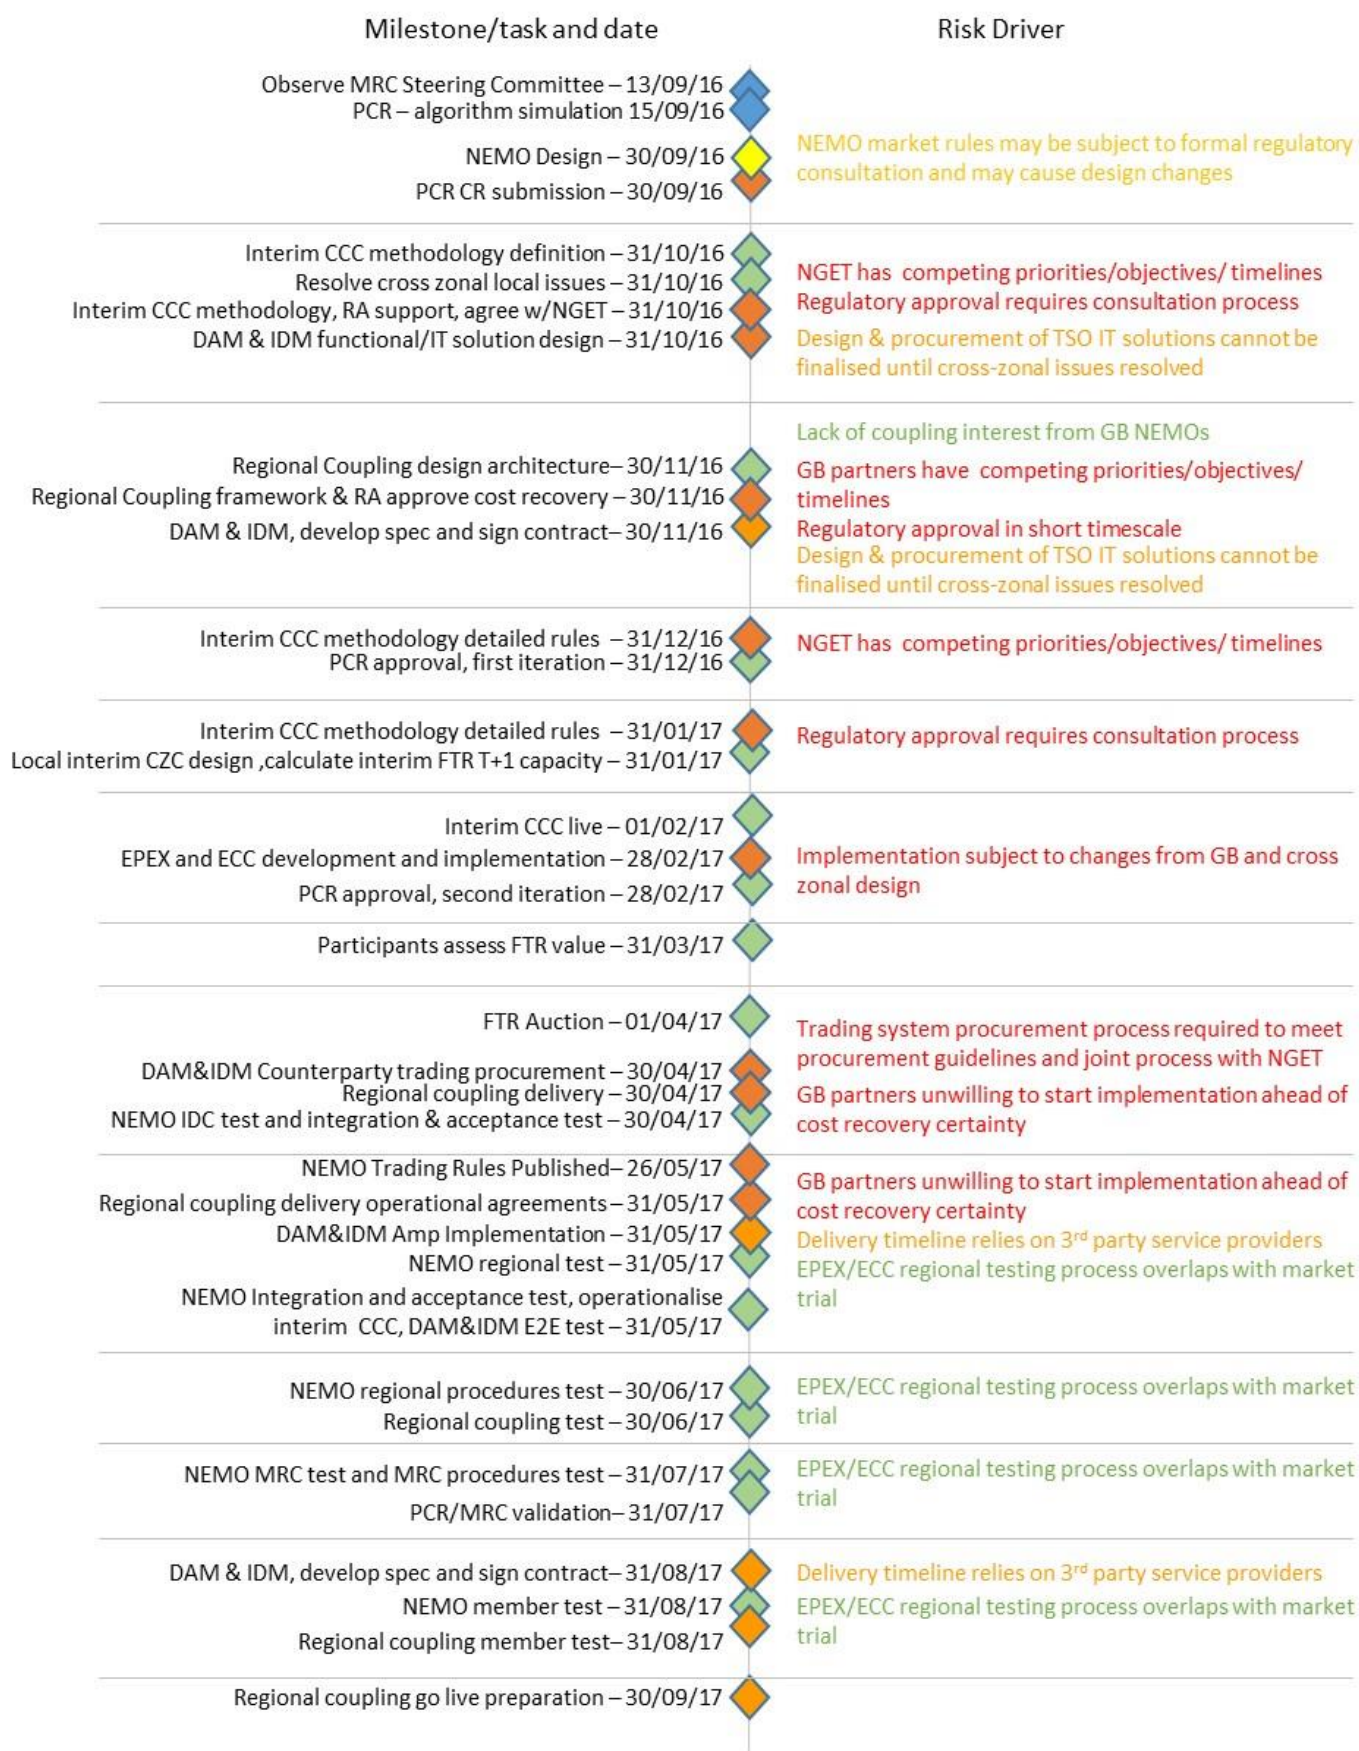 Milestone/task and date
Risk Driver
Observe MRC Steering Committee – 13/09/16
PCR – algorithm simulation 15/09/16
NEMO Design – 30/09/16
PCR CR submission – 30/09/16
NEMO market rules may be subject to formal regulatory
consultation and may cause design changes
Interim CCC methodology definition – 31/10/16
Resolve cross zonal local issues – 31/10/16
Interim CCC methodology, RA support, agree w/NGET – 31/10/16
DAM & IDM functional/IT solution design – 31/10/16
NGET has competing priorities/objectives/ timelines
Regulatory approval requires consultation process
Design & procurement of TSO IT solutions cannot be
finalised until cross-zonal issues resolved
Regional Coupling design architecture– 30/11/16
Regional Coupling framework & RA approve cost recovery – 30/11/16
DAM & IDM, develop spec and sign contract– 30/11/16
Lack of coupling interest from GB NEMOs
GB partners have competing priorities/objectives/
timelines
Regulatory approval in short timescale
Design & procurement of TSO IT solutions cannot be
finalised until cross-zonal issues resolved
Interim CCC methodology detailed rules – 31/12/16
PCR approval, first iteration – 31/12/16
NGET has competing priorities/objectives/ timelines
Interim CCC methodology detailed rules – 31/01/17
Local interim CZC design ,calculate interim FTR T+1 capacity – 31/01/17
Regulatory approval requires consultation process
Interim CCC live – 01/02/17
EPEX and ECC development and implementation – 28/02/17
PCR approval, second iteration – 28/02/17
Implementation subject to changes from GB and cross
zonal design
Participants assess FTR value – 31/03/17
FTR Auction – 01/04/17
DAM&IDM Counterparty trading procurement – 30/04/17
Regional coupling delivery – 30/04/17
NEMO IDC test and integration & acceptance test – 30/04/17
Trading system procurement process required to meet
procurement guidelines and joint process with NGET
GB partners unwilling to start implementation ahead of
cost recovery certainty
NEMO Trading Rules Published– 26/05/17
Regional coupling delivery operational agreements – 31/05/17
DAM&IDM Amp Implementation – 31/05/17
NEMO regional test – 31/05/17
NEMO Integration and acceptance test, operationalise
interim CCC, DAM&IDM E2E test – 31/05/17
GB partners unwilling to start implementation ahead of
cost recovery certainty
Delivery timeline relies on 3rd party service providers
EPEX/ECC regional testing process overlaps with market
trial
NEMO regional procedures test – 30/06/17
Regional coupling test – 30/06/17
EPEX/ECC regional testing process overlaps with market
trial
NEMO MRC test and MRC procedures test – 31/07/17
PCR/MRC validation– 31/07/17
EPEX/ECC regional testing process overlaps with market
trial
DAM & IDM, develop spec and sign contract– 31/08/17
NEMO member test – 31/08/17
Regional coupling member test– 31/08/17
Delivery timeline relies on 3rd party service providers
EPEX/ECC regional testing process overlaps with market
trial
Regional coupling go live preparation – 30/09/17